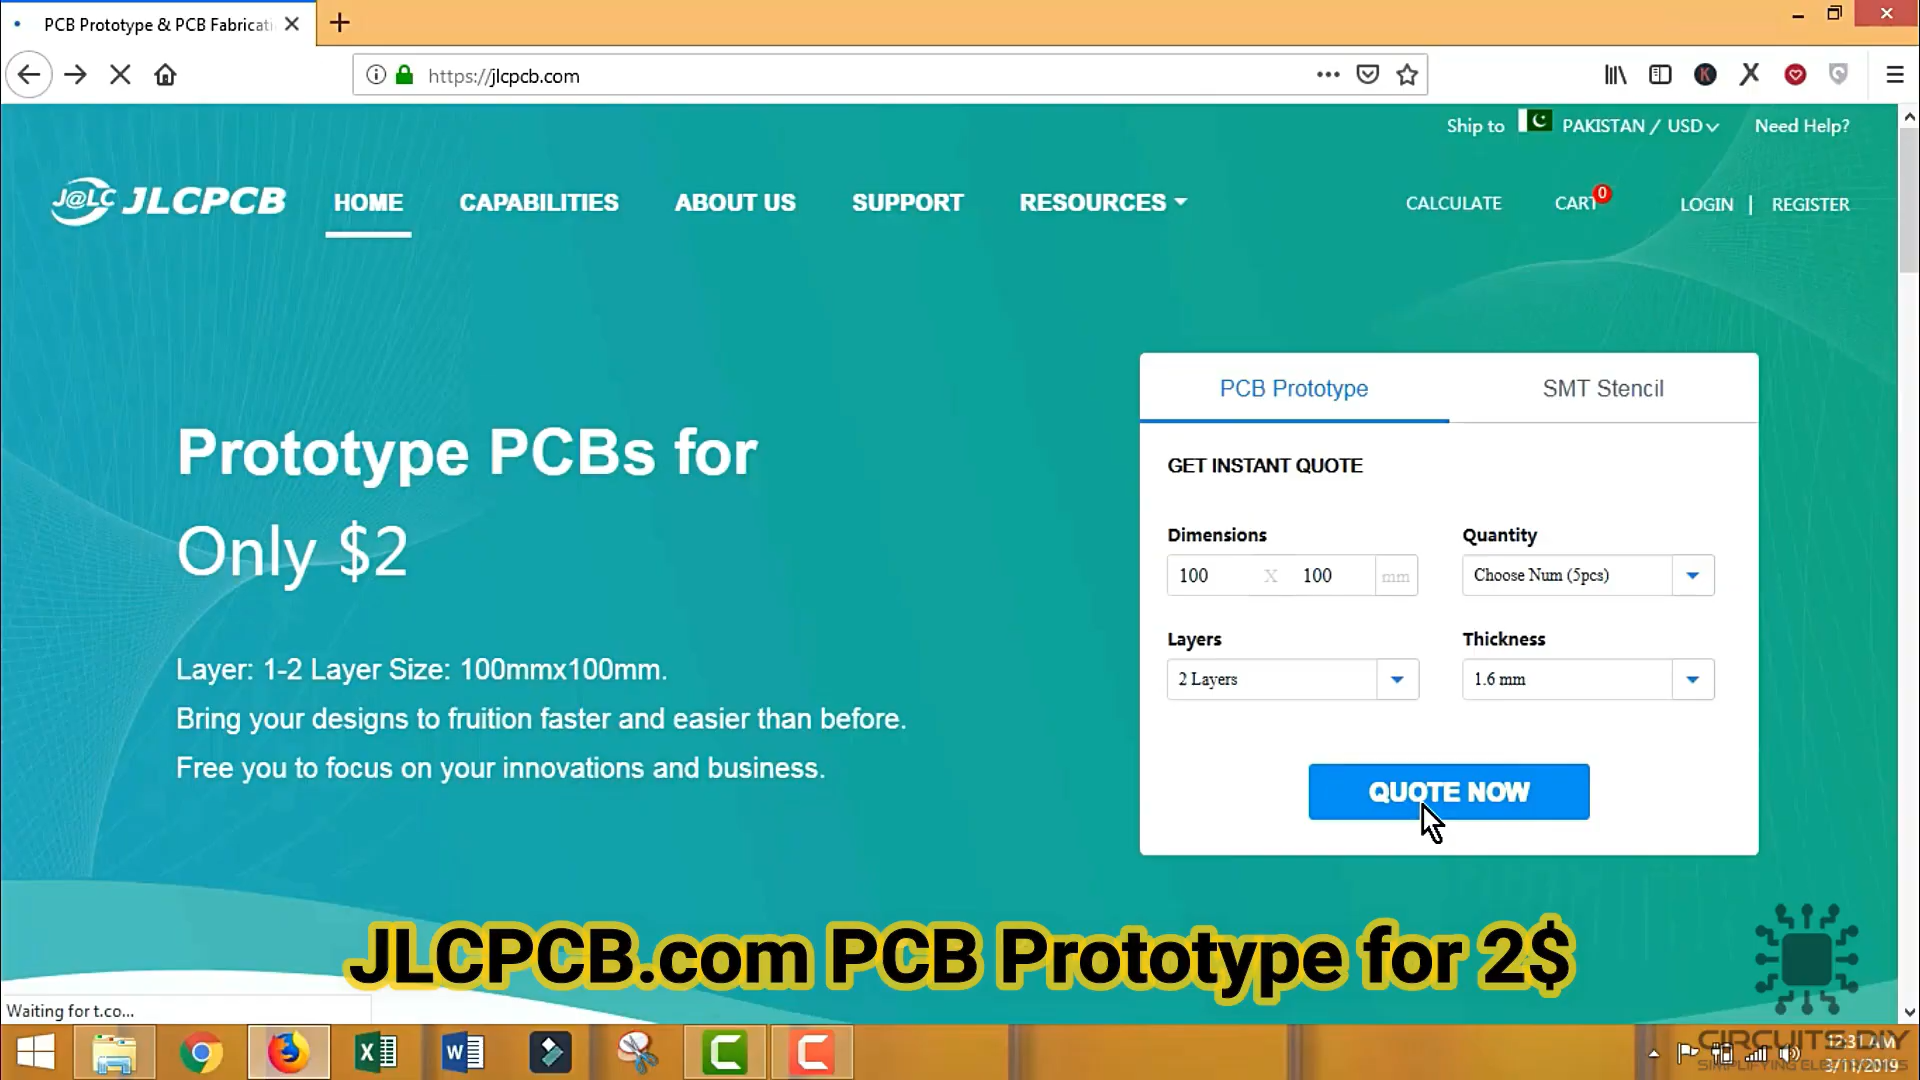 PCB Prototype & PCB Fabricati
https://jlcpcb.com
Ship to PAKISTAN / USD Need Help?
J@LC JLCPCB HOME CAPABILITIES ABOUT US SUPPORT RESOURCES CALCULATE CART 0 LOGIN | REGISTER
PCB Prototype SMT Stencil
Prototype PCBs for
Only $2
GET INSTANT QUOTE
Dimensions Quantity
100 X 100 mm Choose Num (5pcs)
Layers Thickness
2 Layers 1.6 mm
Layer: 1-2 Layer Size: 100mmx100mm.
Bring your designs to fruition faster and easier than before.
Free you to focus on your innovations and business.
QUOTE NOW
JLCPCB.com PCB Prototype for 2$
Waiting for t.co...
CIRCUITS DIY
12:31 AM
3/11/2019